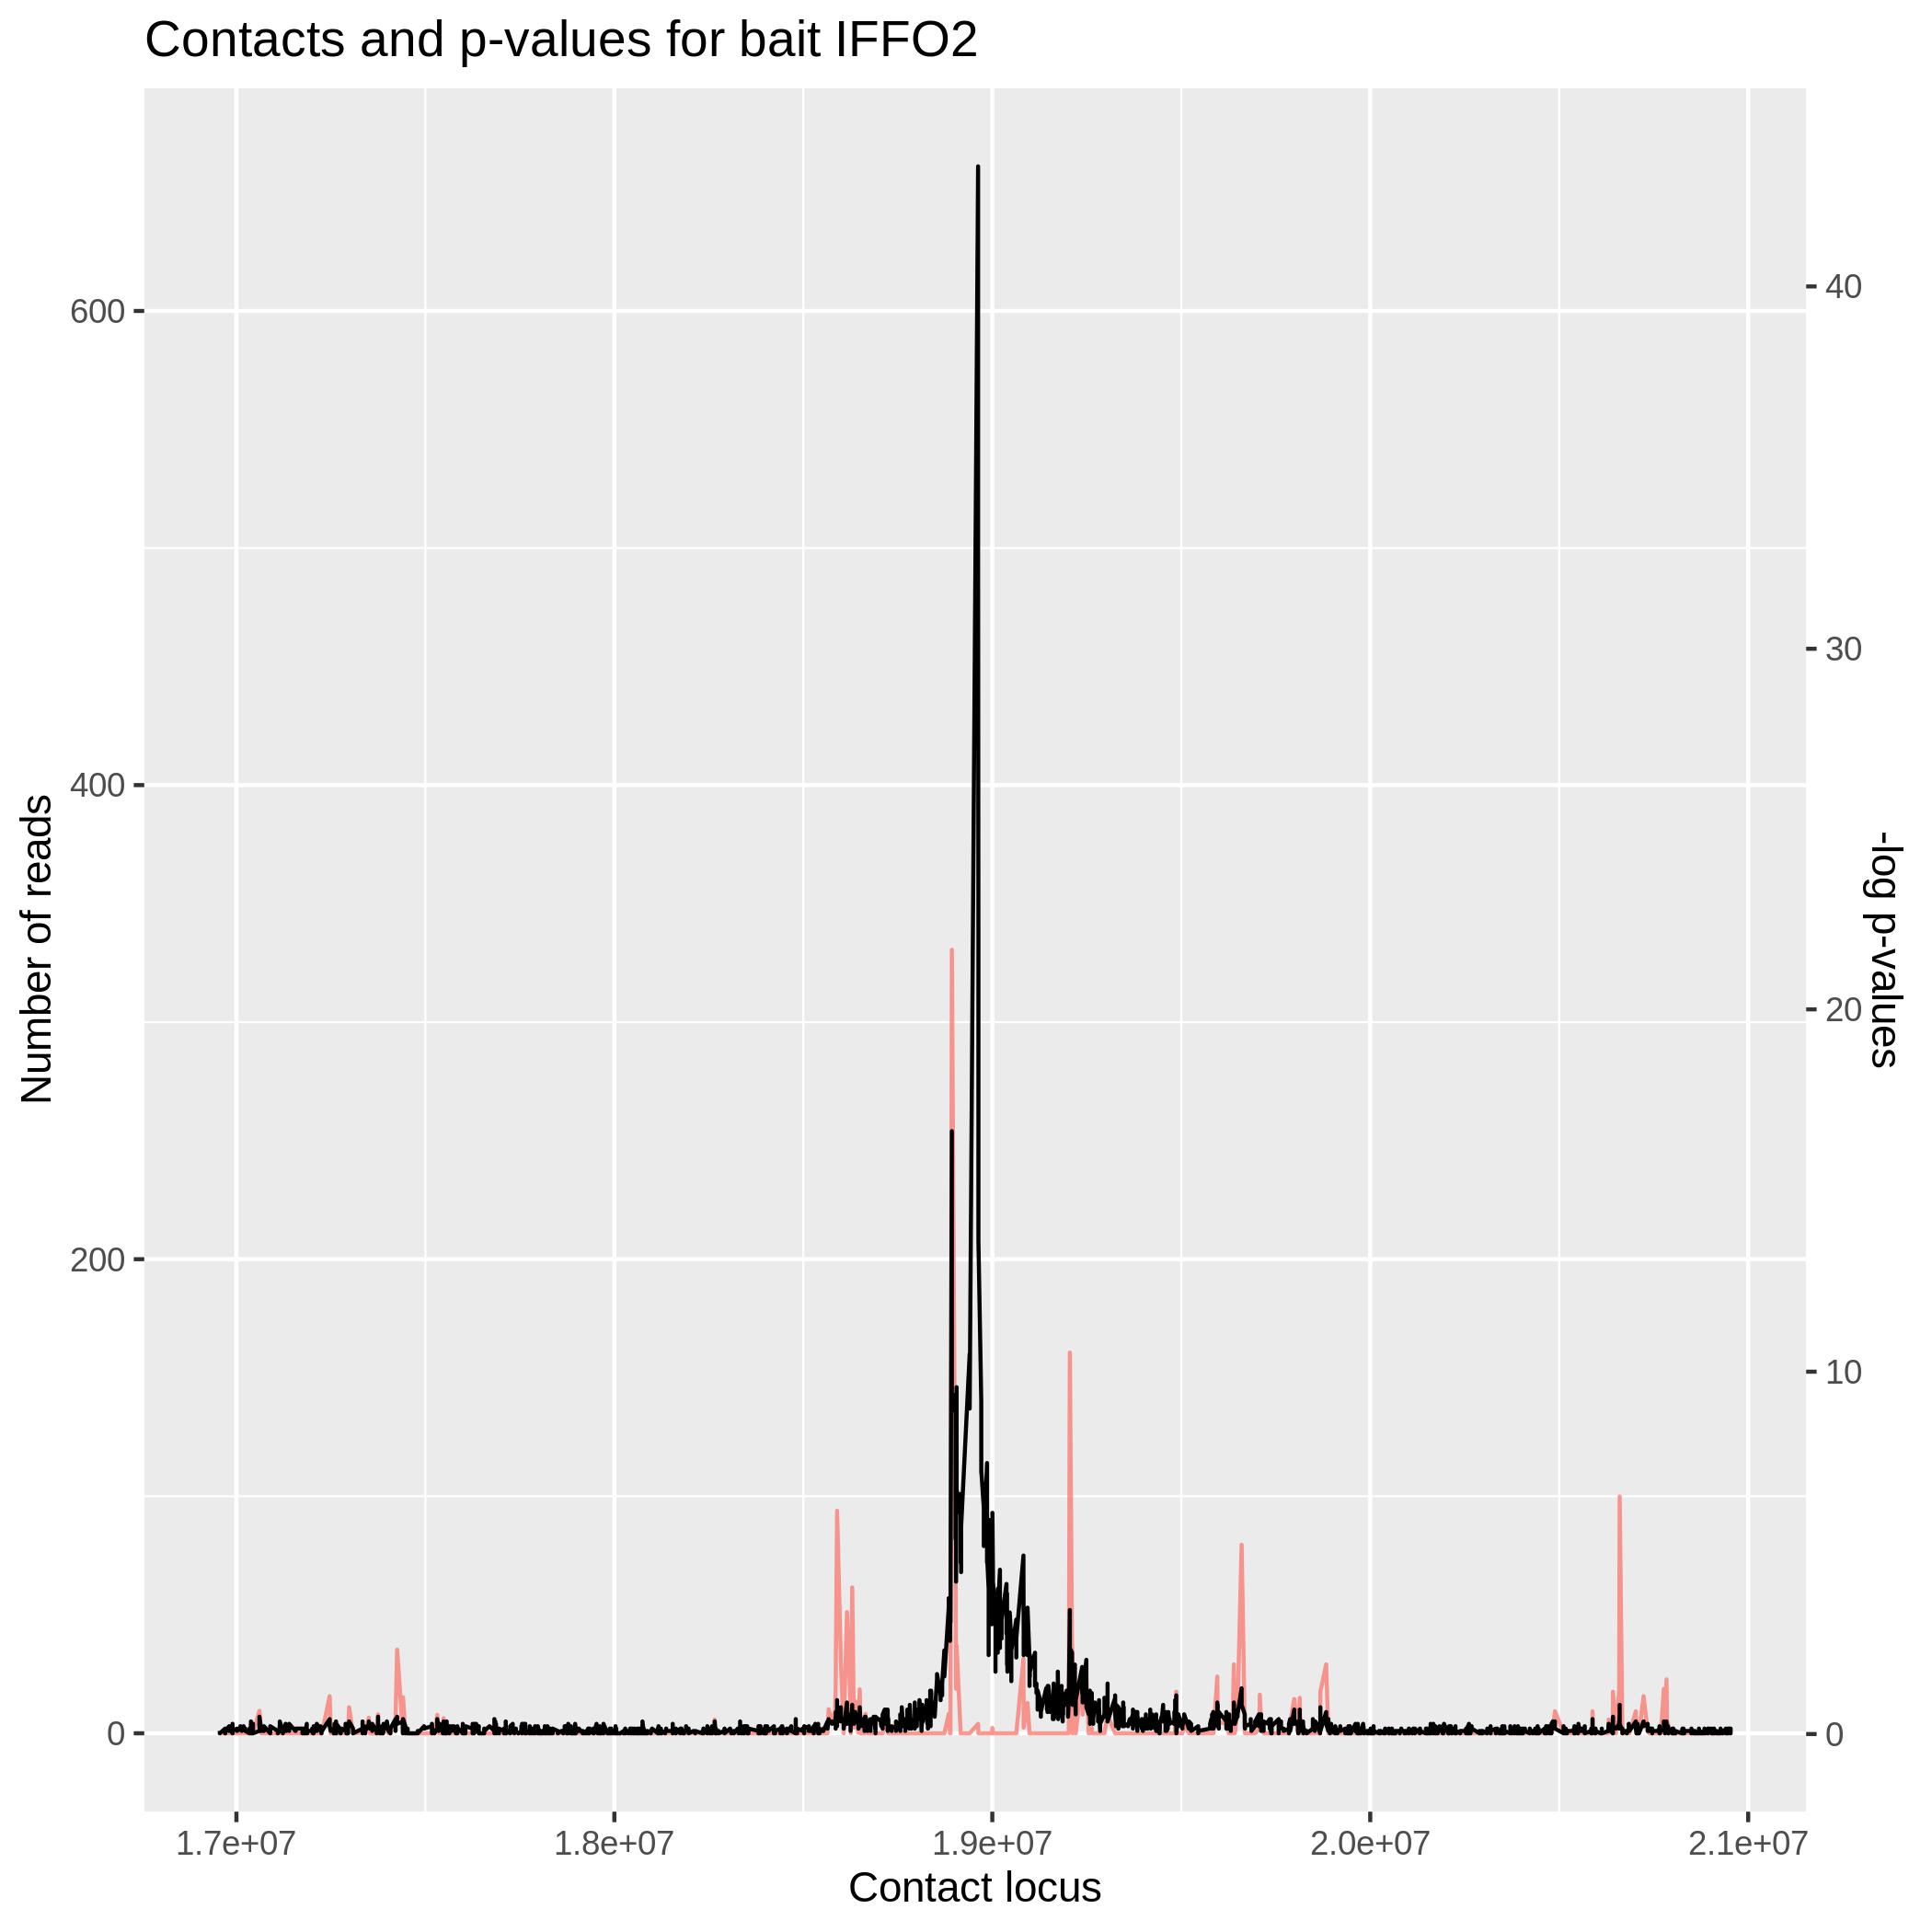 Contacts and p-values for bait IFFO2
Number of reads
600
400
200
0
40
30
20
10
0
-log p-values
1.7e+07
1.8e+07
1.9e+07
2.0e+07
2.1e+07
Contact locus